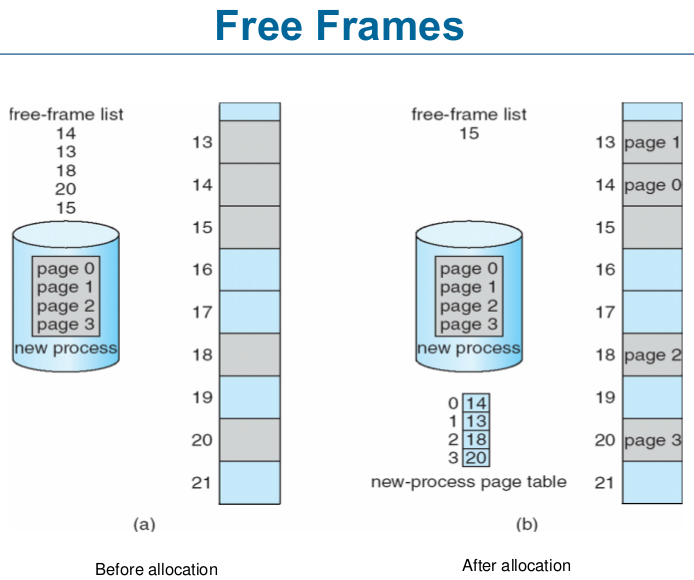 Free Frames
free-frame list
14
13
18
20
15
page 0
page 1
page 2
page 3
new process
13
14
15
16
17
18
19
20
21
(a)
Before allocation
free-frame list
15
page 0
page 1
page 2
page 3
new process
0 14
1 13
2 18
3 20
new-process page table
13 page 1
14 page 0
15
16
17
18 page 2
19
20 page 3
21
(b)
After allocation